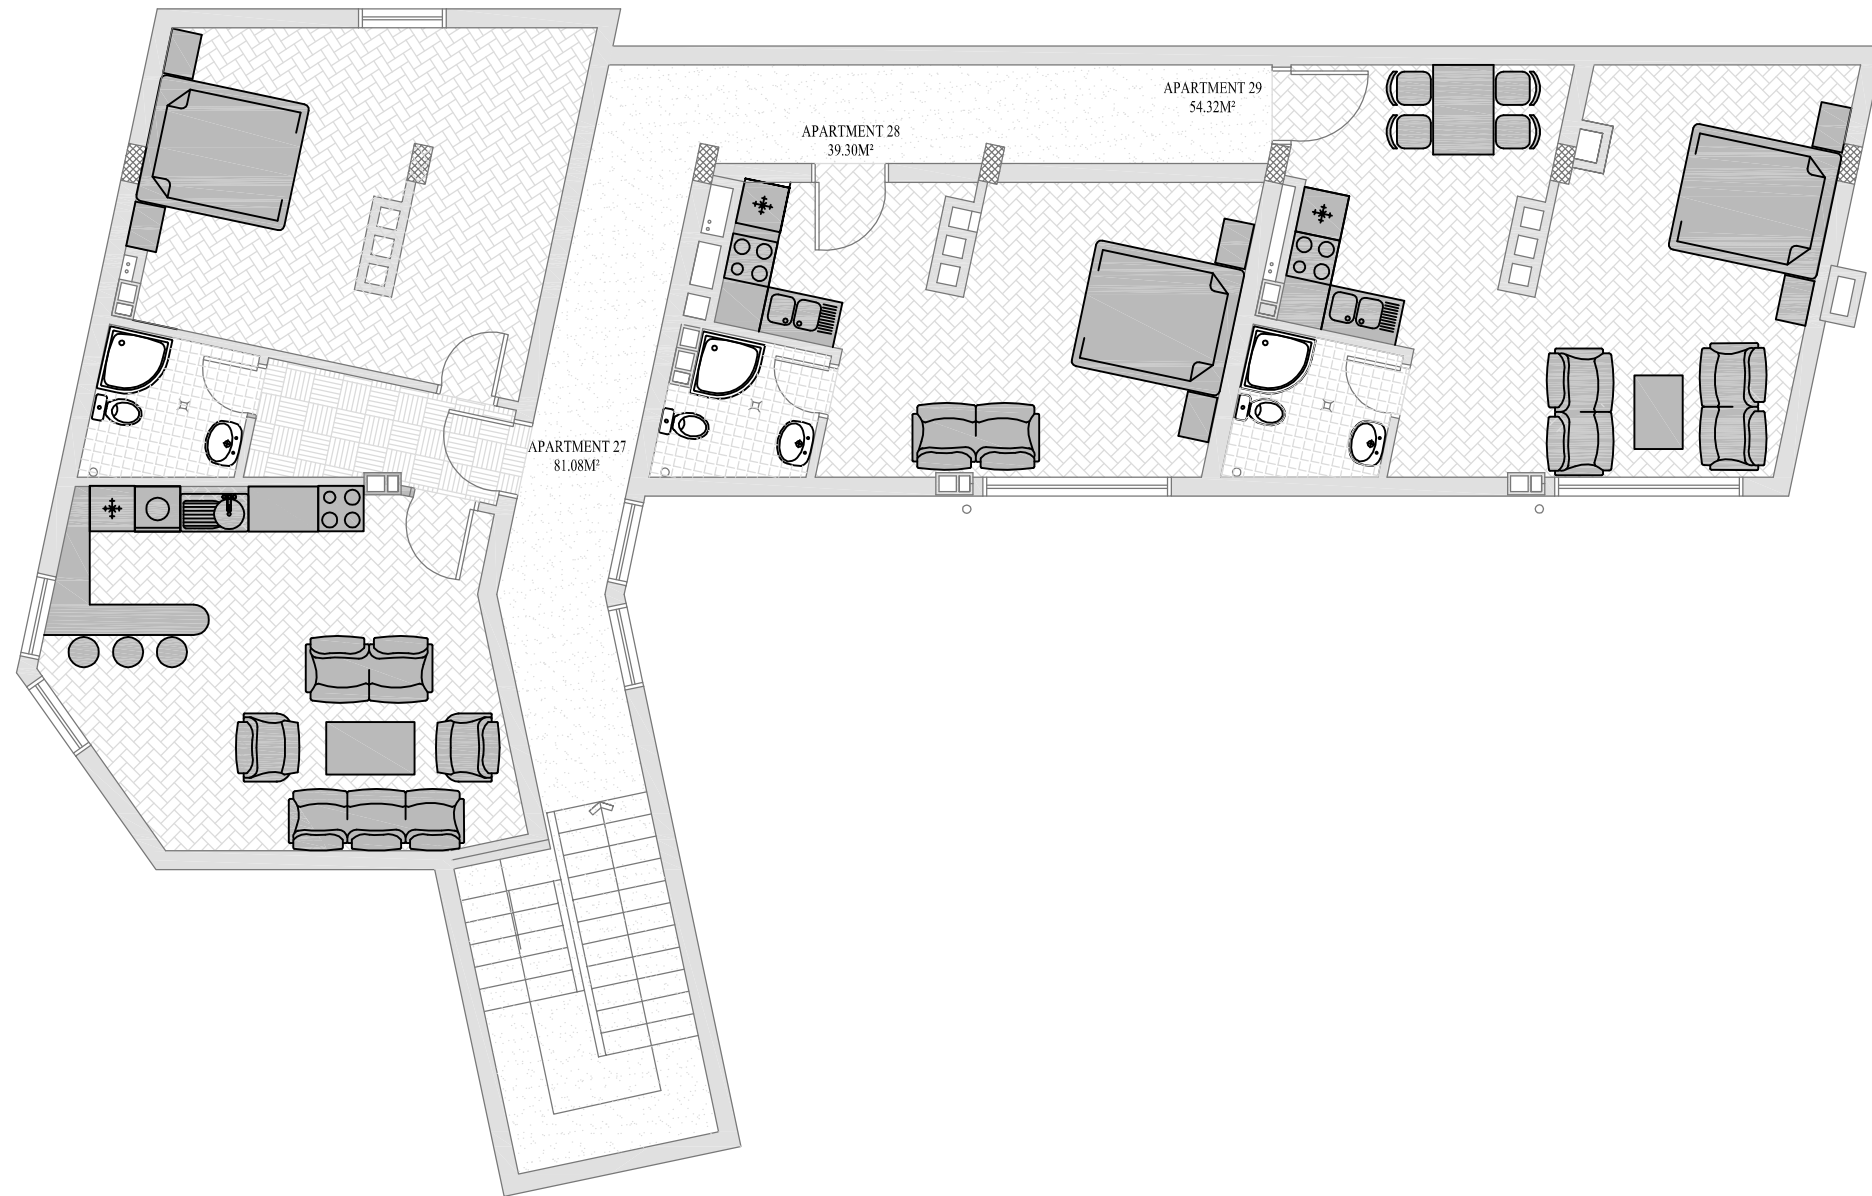 APARTMENT 29
54.32M²
APARTMENT 28
39.30M²
APARTMENT 27
81.08M²